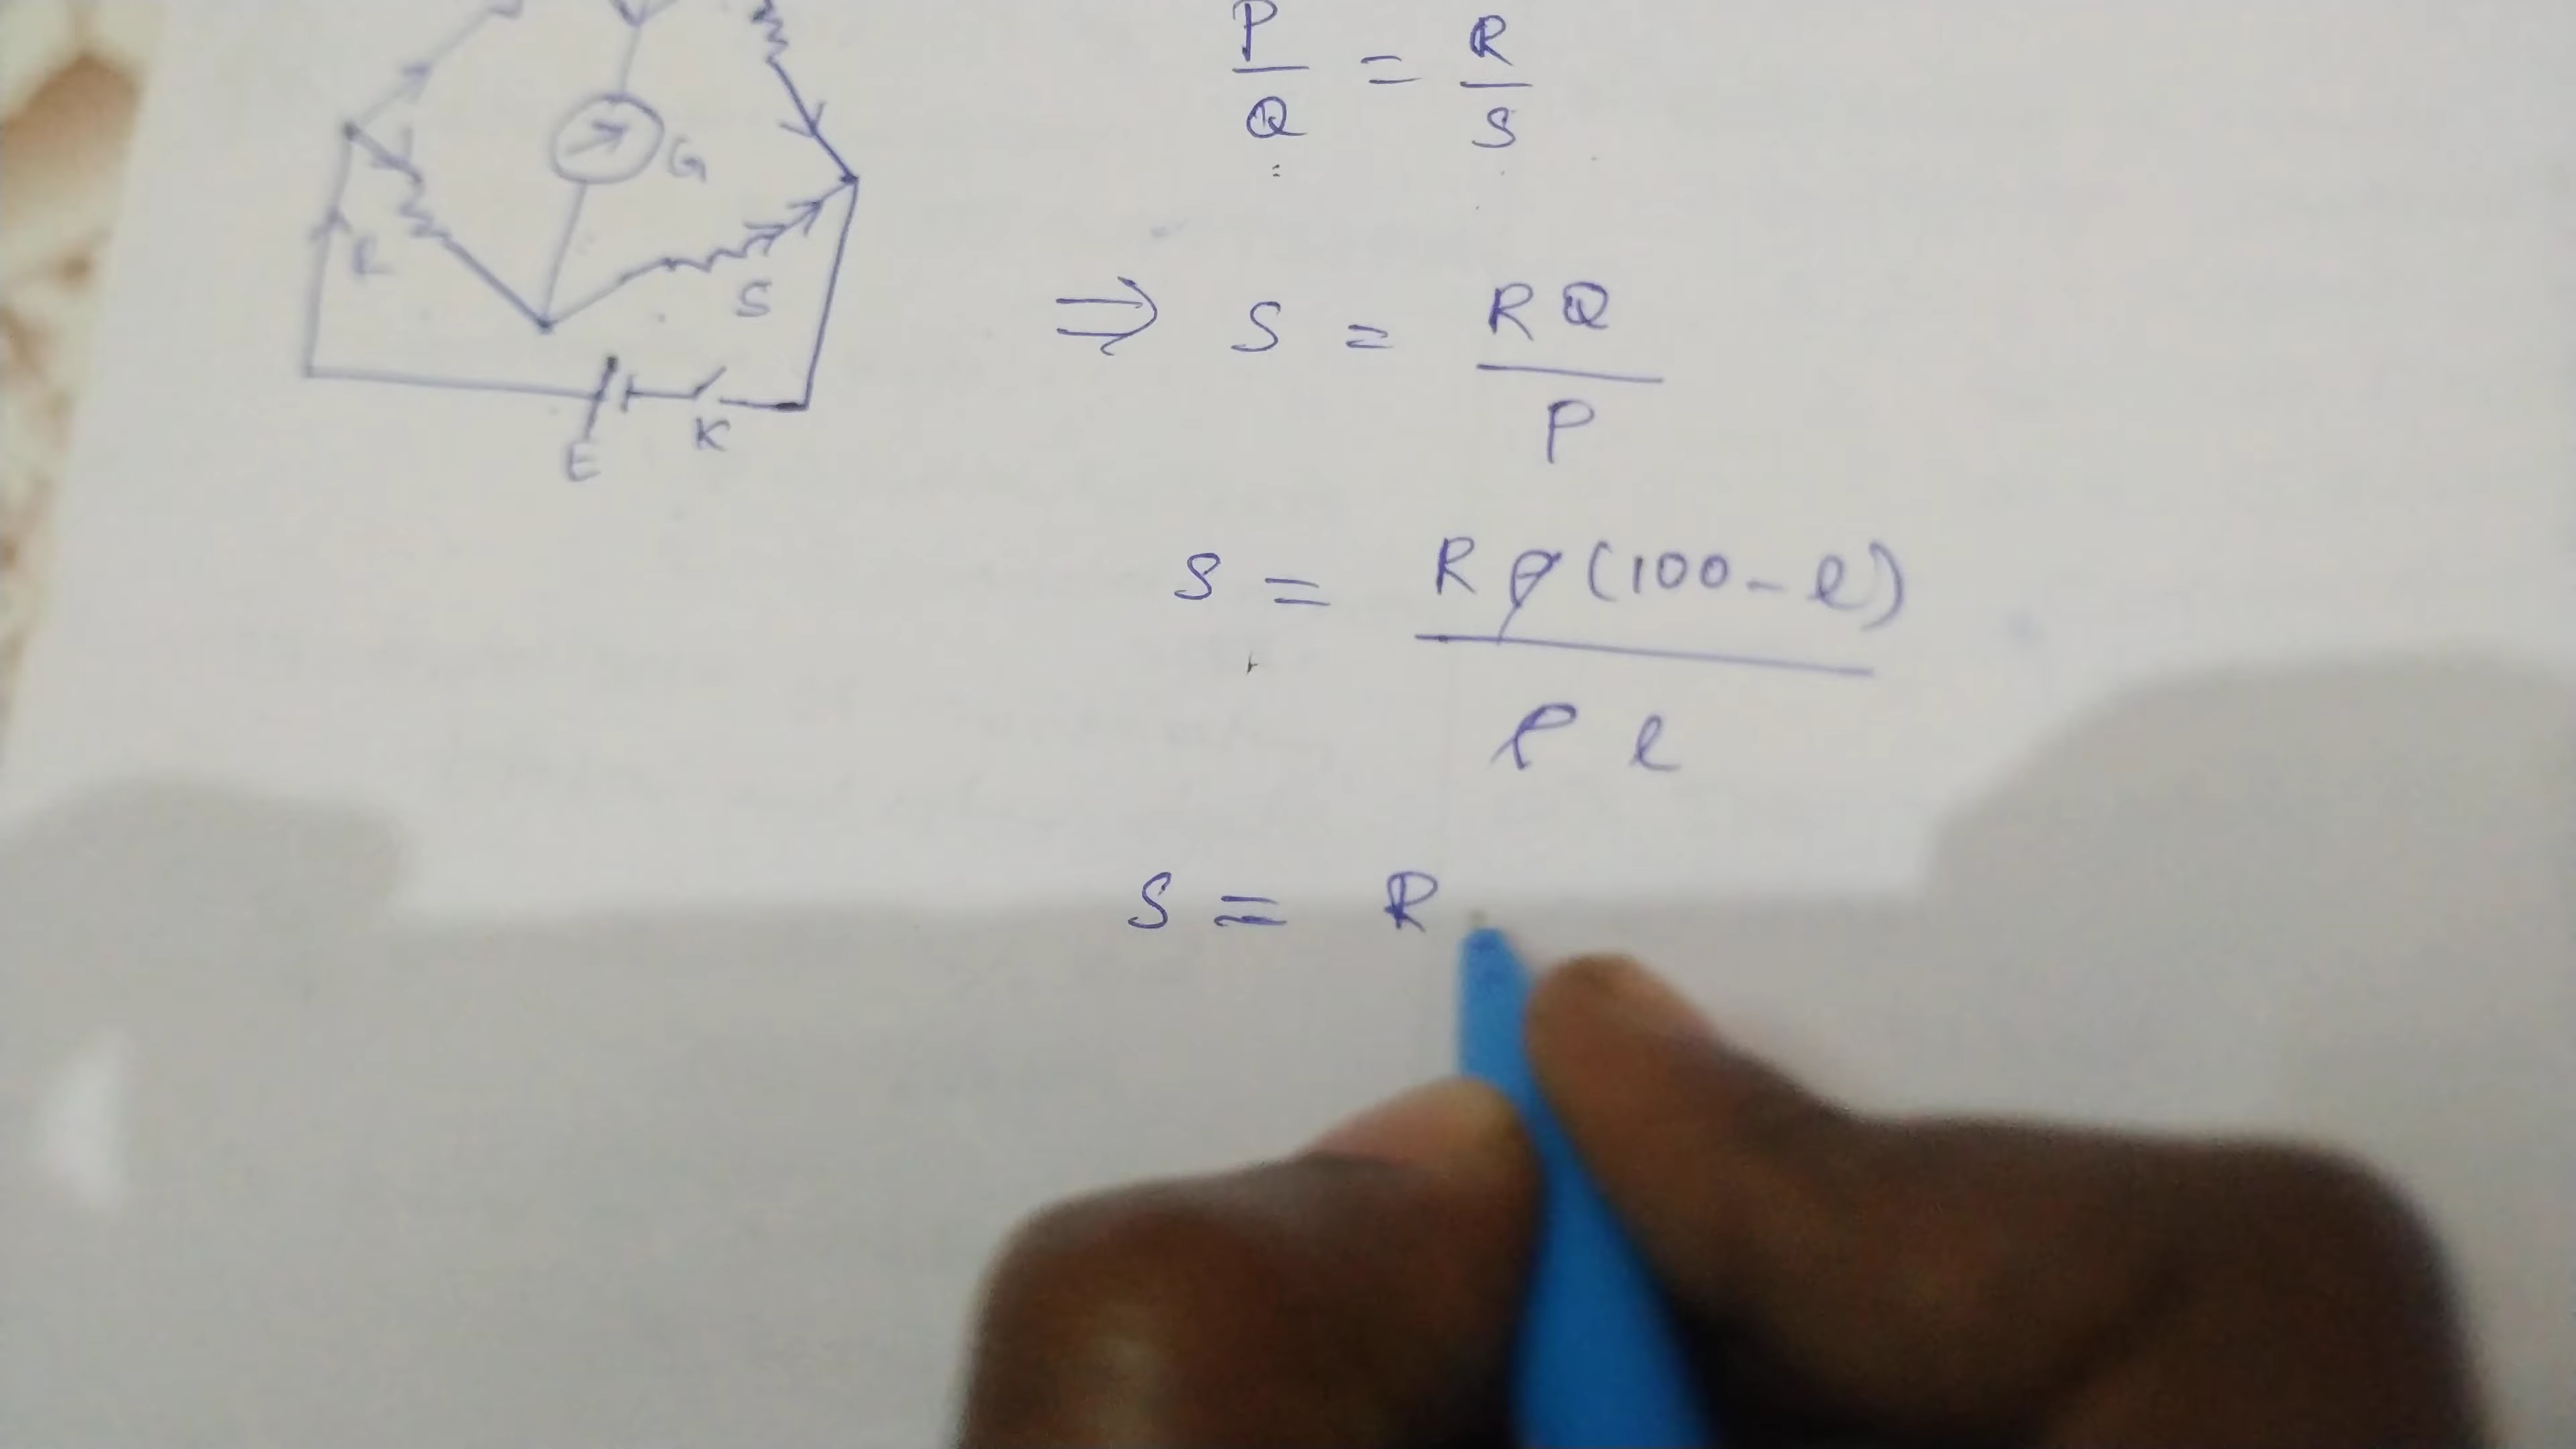 P/Q = R/S
G
R
S
⇒ S = RQ/P
E K
S = Rρ(100-l)/ρl
S = R